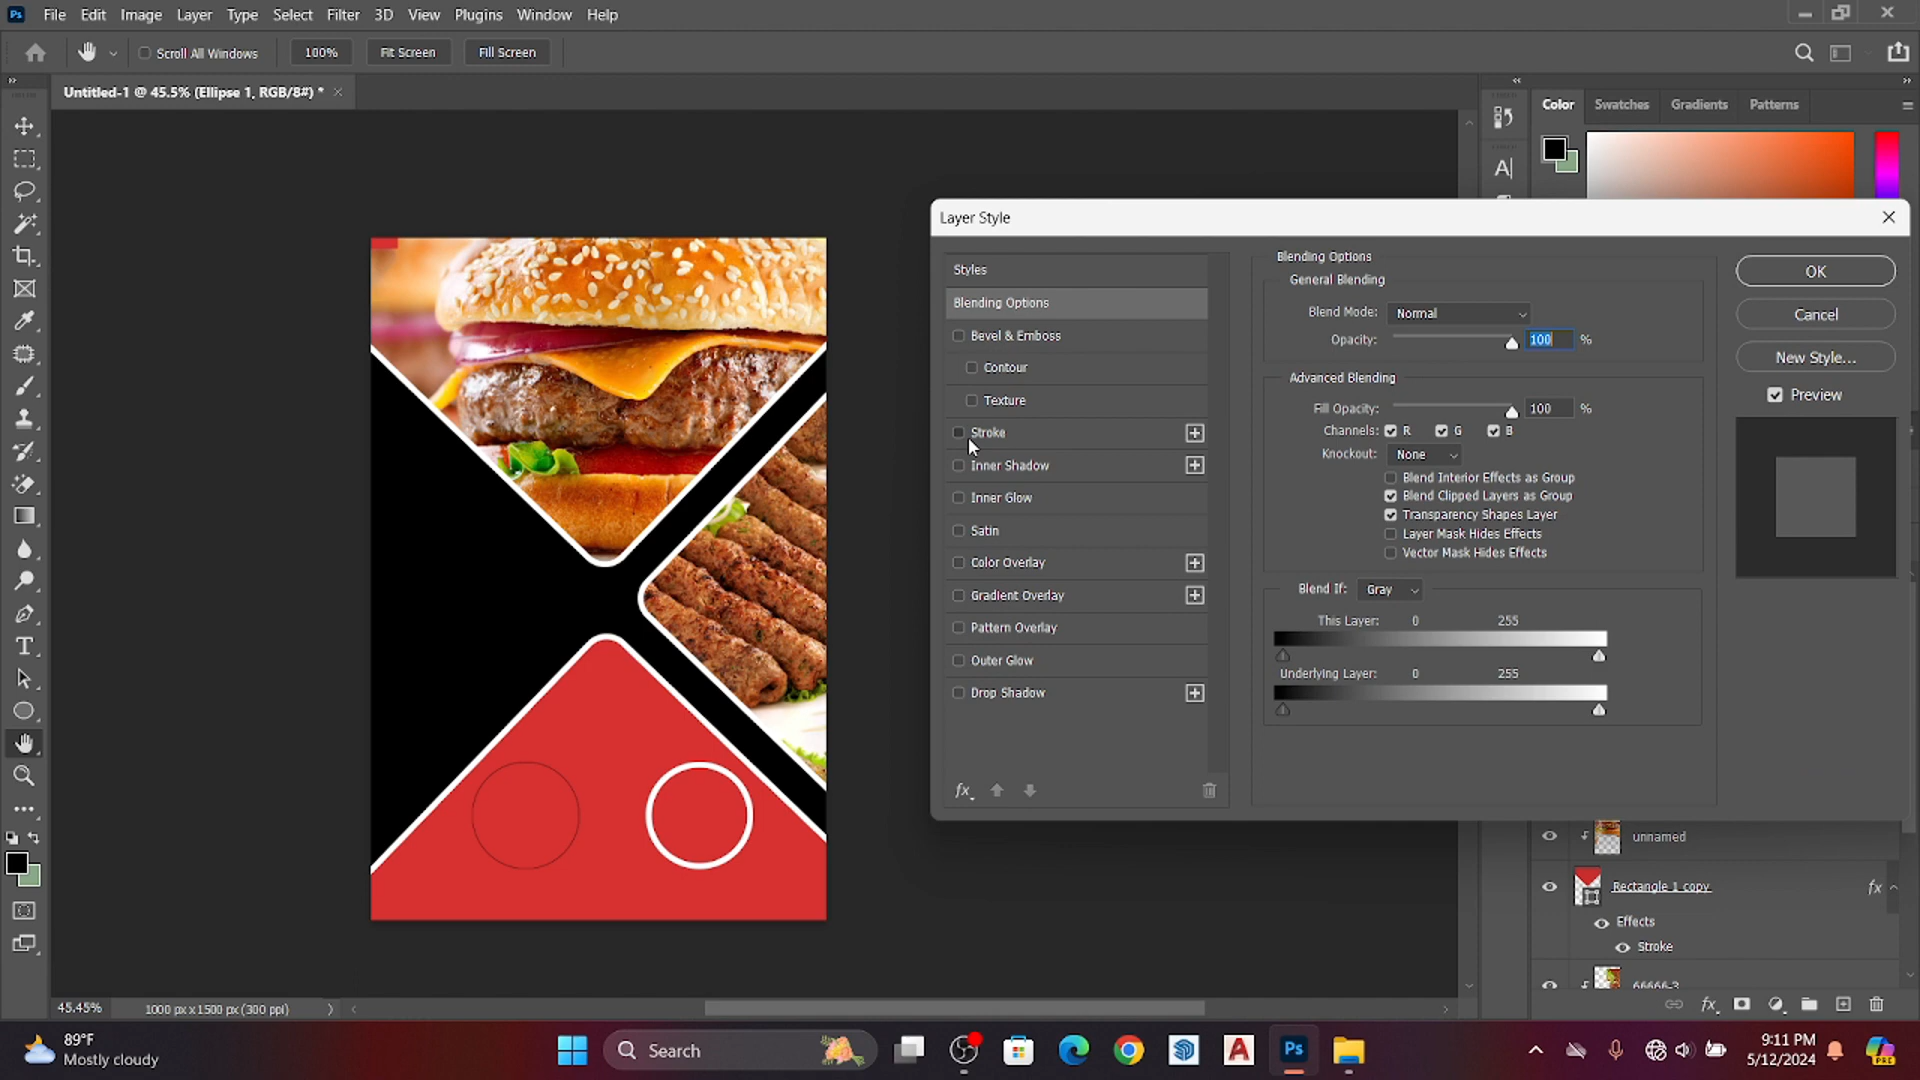 Ps File Edit Image Layer Type Select Filter 3D View Plugins Window Help
Scroll All Windows 100% Fit Screen Fill Screen
Untitled-1 @ 45.5% (Ellipse 1, RGB/8#) *
Color Swatches Gradients Patterns
Layer Style
Styles
Blending Options
Bevel & Emboss
Contour
Texture
Stroke
Inner Shadow
Inner Glow
Satin
Color Overlay
Gradient Overlay
Pattern Overlay
Outer Glow
Drop Shadow
fx
Blending Options
General Blending
Blend Mode: Normal
Opacity: 100 %
Advanced Blending
Fill Opacity: 100 %
Channels: R G B
Knockout: None
Blend Interior Effects as Group
Blend Clipped Layers as Group
Transparency Shapes Layer
Layer Mask Hides Effects
Vector Mask Hides Effects
Blend If: Gray
This Layer: 0 255
Underlying Layer: 0 255
OK
Cancel
New Style...
Preview
unnamed
Rectangle 1 copy fx
Effects
Stroke
66666-3
fx
45.45% 1000 px x 1500 px (300 ppi)
89°F
Mostly cloudy
Search
Ps
9:11 PM
5/12/2024
PRE